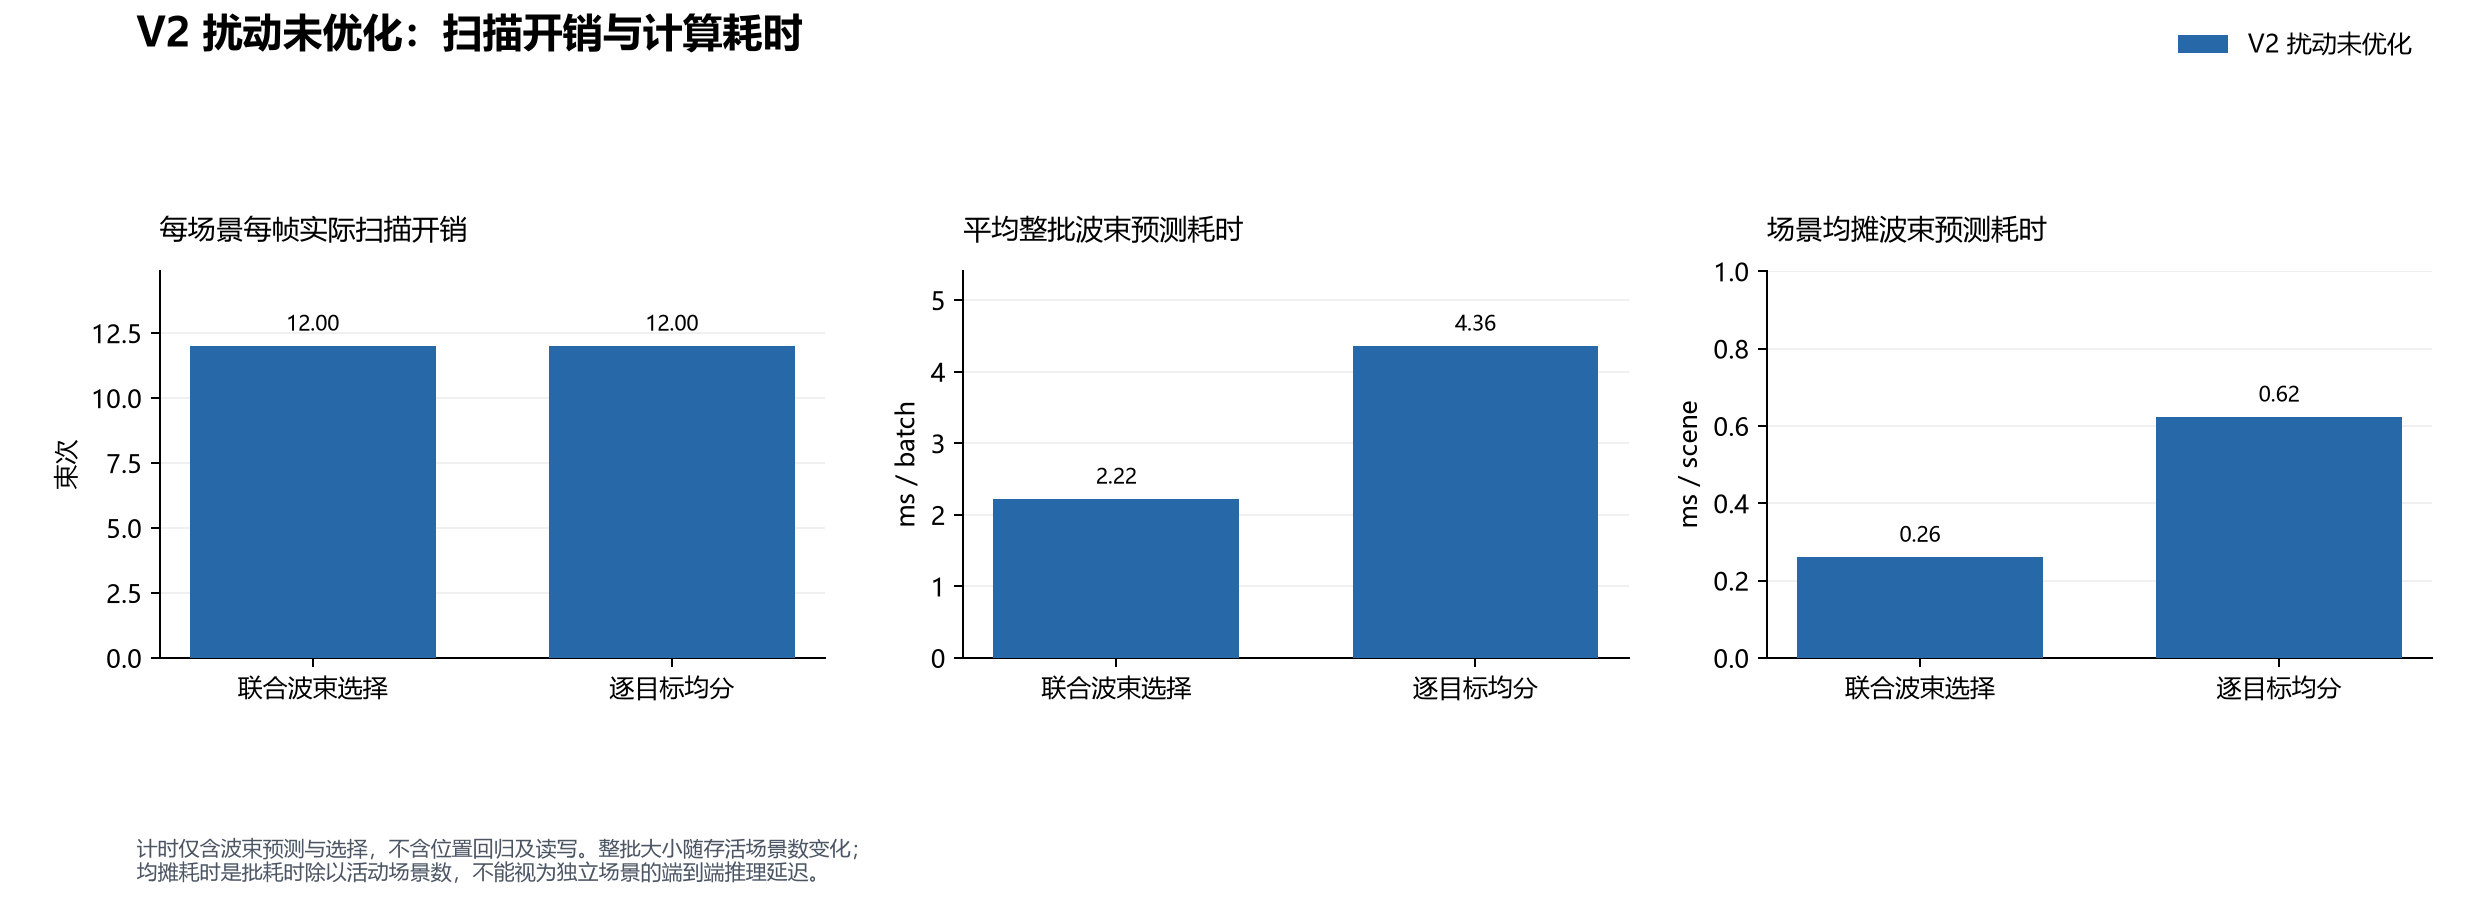 V2 扰动未优化：扫描开销与计算耗时
V2 扰动未优化
每场景每帧实际扫描开销
束次
12.5
10.0
7.5
5.0
2.5
0.0
12.00
12.00
联合波束选择
逐目标均分
平均整批波束预测耗时
ms / batch
5
4
3
2
1
0
2.22
4.36
联合波束选择
逐目标均分
场景均摊波束预测耗时
ms / scene
1.0
0.8
0.6
0.4
0.2
0.0
0.26
0.62
联合波束选择
逐目标均分
计时仅含波束预测与选择，不含位置回归及读写。整批大小随存活场景数变化；
均摊耗时是批耗时除以活动场景数，不能视为独立场景的端到端推理延迟。